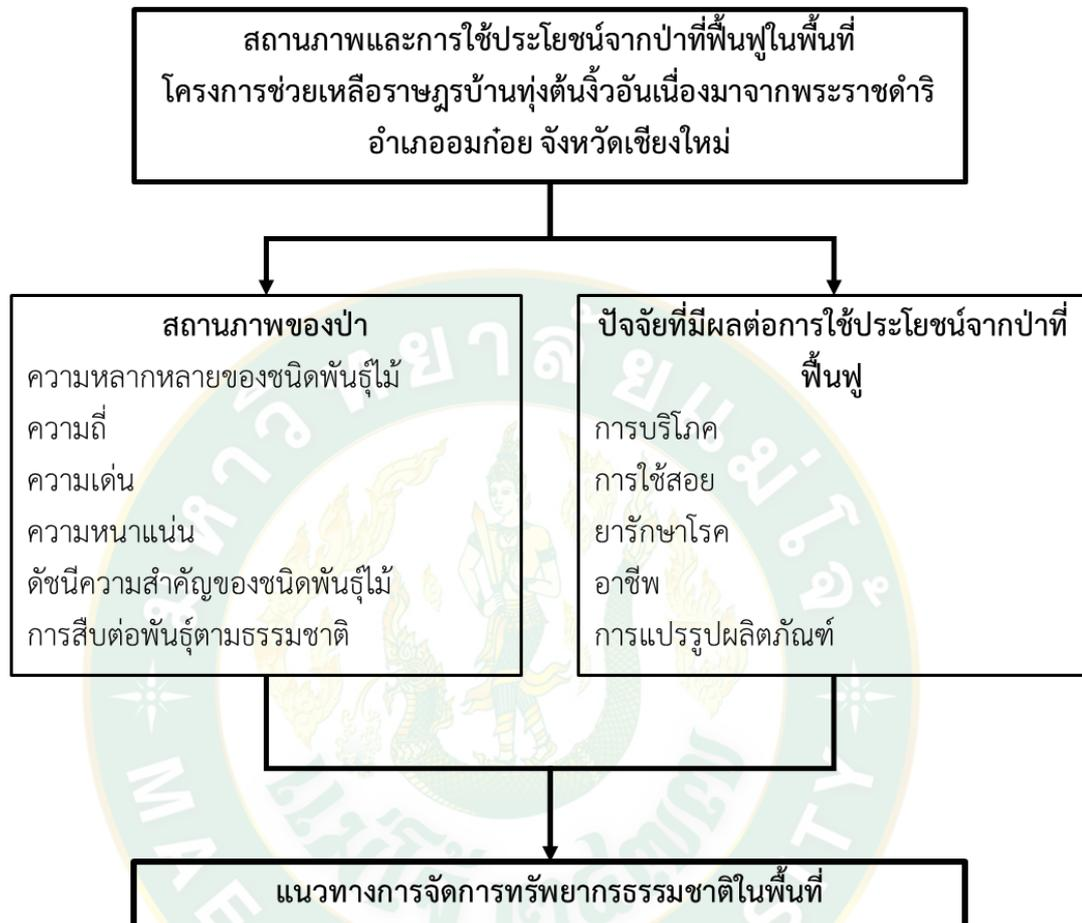 สถานภาพและการใช้ประโยชน์จากป่าที่ฟื้นฟูในพื้นที่
โครงการช่วยเหลือราษฎรบ้านทุ่งต้นงิ้วอันเนื่องมาจากพระราชดำริ
อำเภออมก๋อย จังหวัดเชียงใหม่
สถานภาพของป่า
ความหลากหลายของชนิดพันธุ์ไม้
ความถี่
ความเด่น
ความหนาแน่น
ดัชนีความสำคัญของชนิดพันธุ์ไม้
การสืบต่อพันธุ์ตามธรรมชาติ
ปัจจัยที่มีผลต่อการใช้ประโยชน์จากป่าที่
ฟื้นฟู
การบริโภค
การใช้สอย
ยารักษาโรค
อาชีพ
การแปรรูปผลิตภัณฑ์
แนวทางการจัดการทรัพยากรธรรมชาติในพื้นที่
มหาวิทยาลัยแม่โจ้